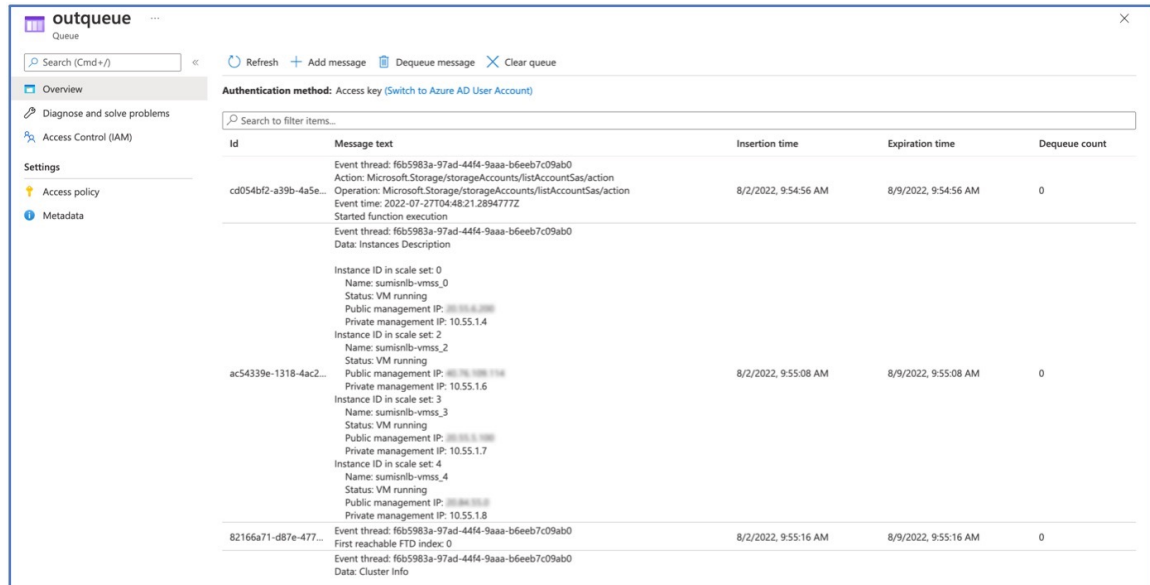 outqueue ...
Queue
Search (Cmd+/)
«
Refresh
Add message
Dequeue message
Clear queue
Overview
Diagnose and solve problems
Access Control (IAM)
Settings
Access policy
Metadata
Authentication method: Access key (Switch to Azure AD User Account)
Search to filter items...
Id Message text Insertion time Expiration time Dequeue count
Event thread: f6b5983a-97ad-44f4-9aaa-b6eeb7c09ab0
Action: Microsoft.Storage/storageAccounts/listAccountSas/action
cd054bf2-a39b-4a5e... Operation: Microsoft.Storage/storageAccounts/listAccountSas/action 8/2/2022, 9:54:56 AM 8/9/2022, 9:54:56 AM 0
Event time: 2022-07-27T04:48:21.2894777Z
Started function execution
Event thread: f6b5983a-97ad-44f4-9aaa-b6eeb7c09ab0
Data: Instances Description
Instance ID in scale set: 0
Name: sumisnlb-vmss_0
Status: VM running
Public management IP:
Private management IP: 10.55.1.4
Instance ID in scale set: 2
Name: sumisnlb-vmss_2
Status: VM running
ac54339e-1318-4ac2... Public management IP: 8/2/2022, 9:55:08 AM 8/9/2022, 9:55:08 AM 0
Private management IP: 10.55.1.6
Instance ID in scale set: 3
Name: sumisnlb-vmss_3
Status: VM running
Public management IP:
Private management IP: 10.55.1.7
Instance ID in scale set: 4
Name: sumisnlb-vmss_4
Status: VM running
Public management IP:
Private management IP: 10.55.1.8
Event thread: f6b5983a-97ad-44f4-9aaa-b6eeb7c09ab0
82166a71-d87e-477... First reachable FTD index: 0 8/2/2022, 9:55:16 AM 8/9/2022, 9:55:16 AM 0
Event thread: f6b5983a-97ad-44f4-9aaa-b6eeb7c09ab0
Data: Cluster Info